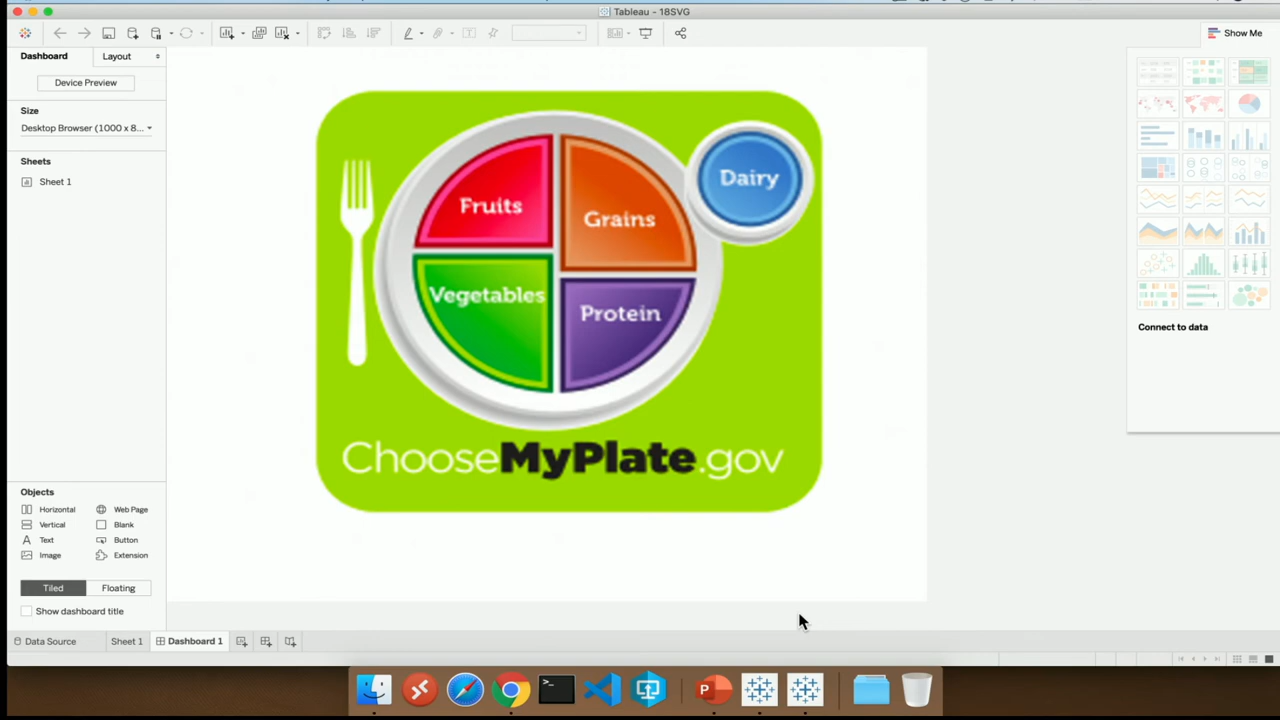 Tableau - 18SVG
Show Me
Dashboard
Layout
Device Preview
Size
Desktop Browser (1000 x 8...
Sheets
Sheet 1
Fruits
Grains
Dairy
Vegetables
Protein
ChooseMyPlate.gov
Connect to data
Objects
Horizontal
Web Page
Vertical
Blank
Text
Button
Image
Extension
Tiled
Floating
Show dashboard title
Data Source
Sheet 1
Dashboard 1